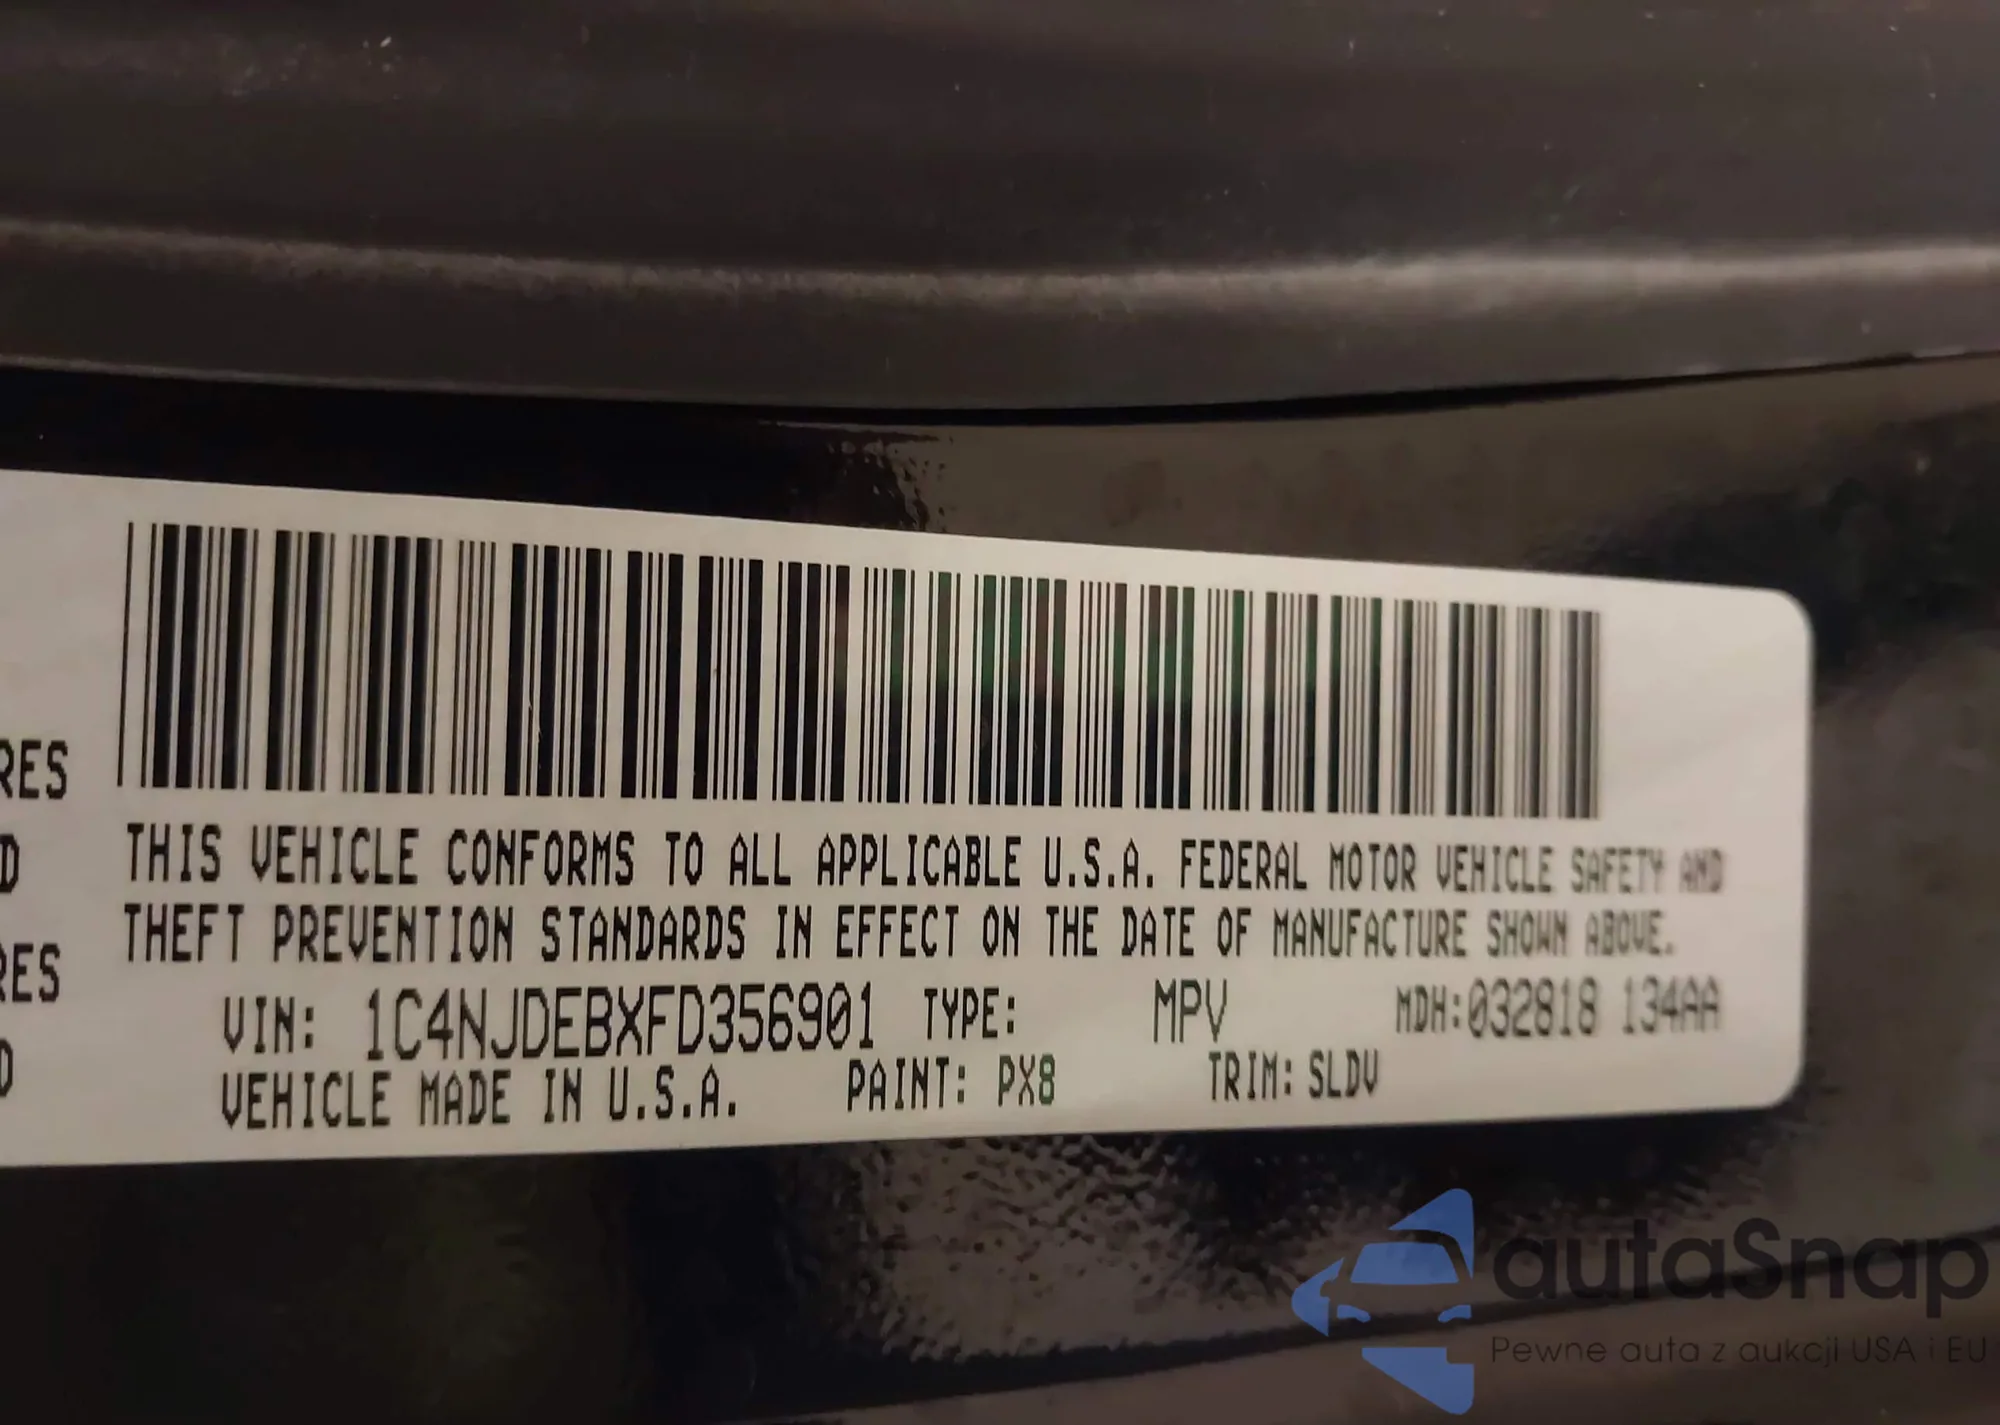 RES
D
RES
D
THIS VEHICLE CONFORMS TO ALL APPLICABLE U.S.A. FEDERAL MOTOR VEHICLE SAFETY AND
THEFT PREVENTION STANDARDS IN EFFECT ON THE DATE OF MANUFACTURE SHOWN ABOVE.
VIN: 1C4NJDEBXFD356901 TYPE: MPV MDH:032818 134AA
VEHICLE MADE IN U.S.A. PAINT: PX8 TRIM: SLDV
autaSnap
Pewne auta z aukcji USA i EU